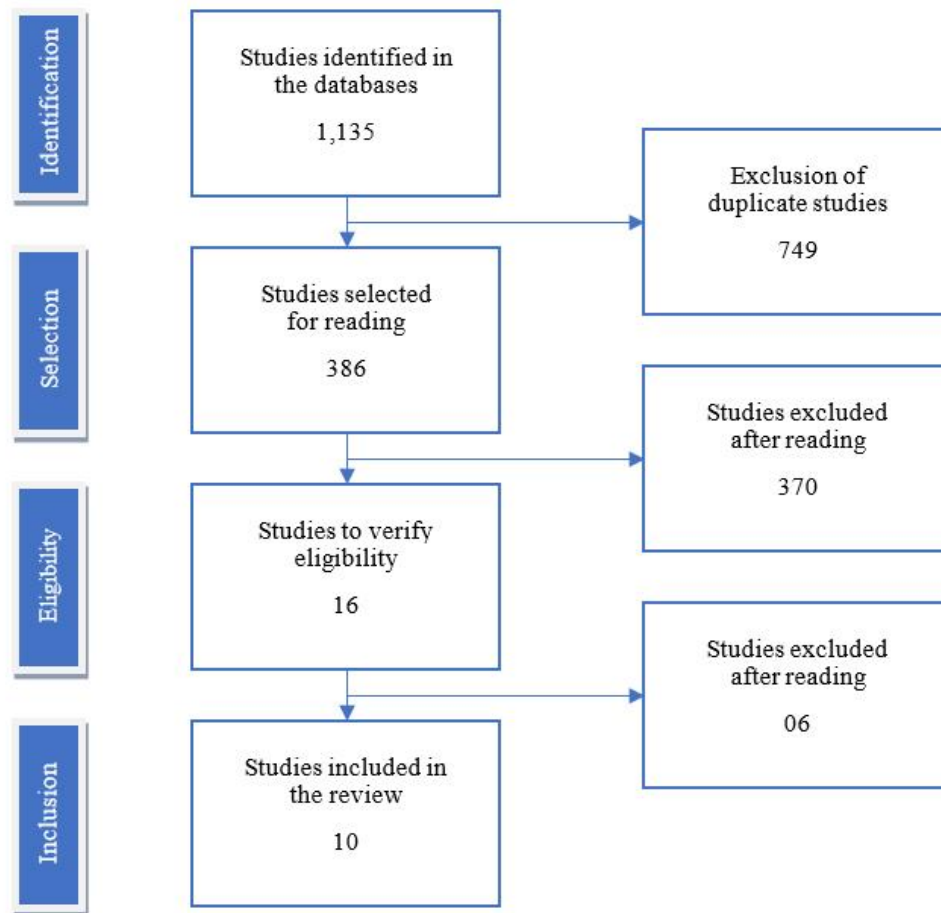 Identification
Studies identified in
the databases
1,135
Exclusion of
duplicate studies
749
Selection
Studies selected
for reading
386
Studies excluded
after reading
370
Eligibility
Studies to verify
eligibility
16
Studies excluded
after reading
06
Inclusion
Studies included in
the review
10